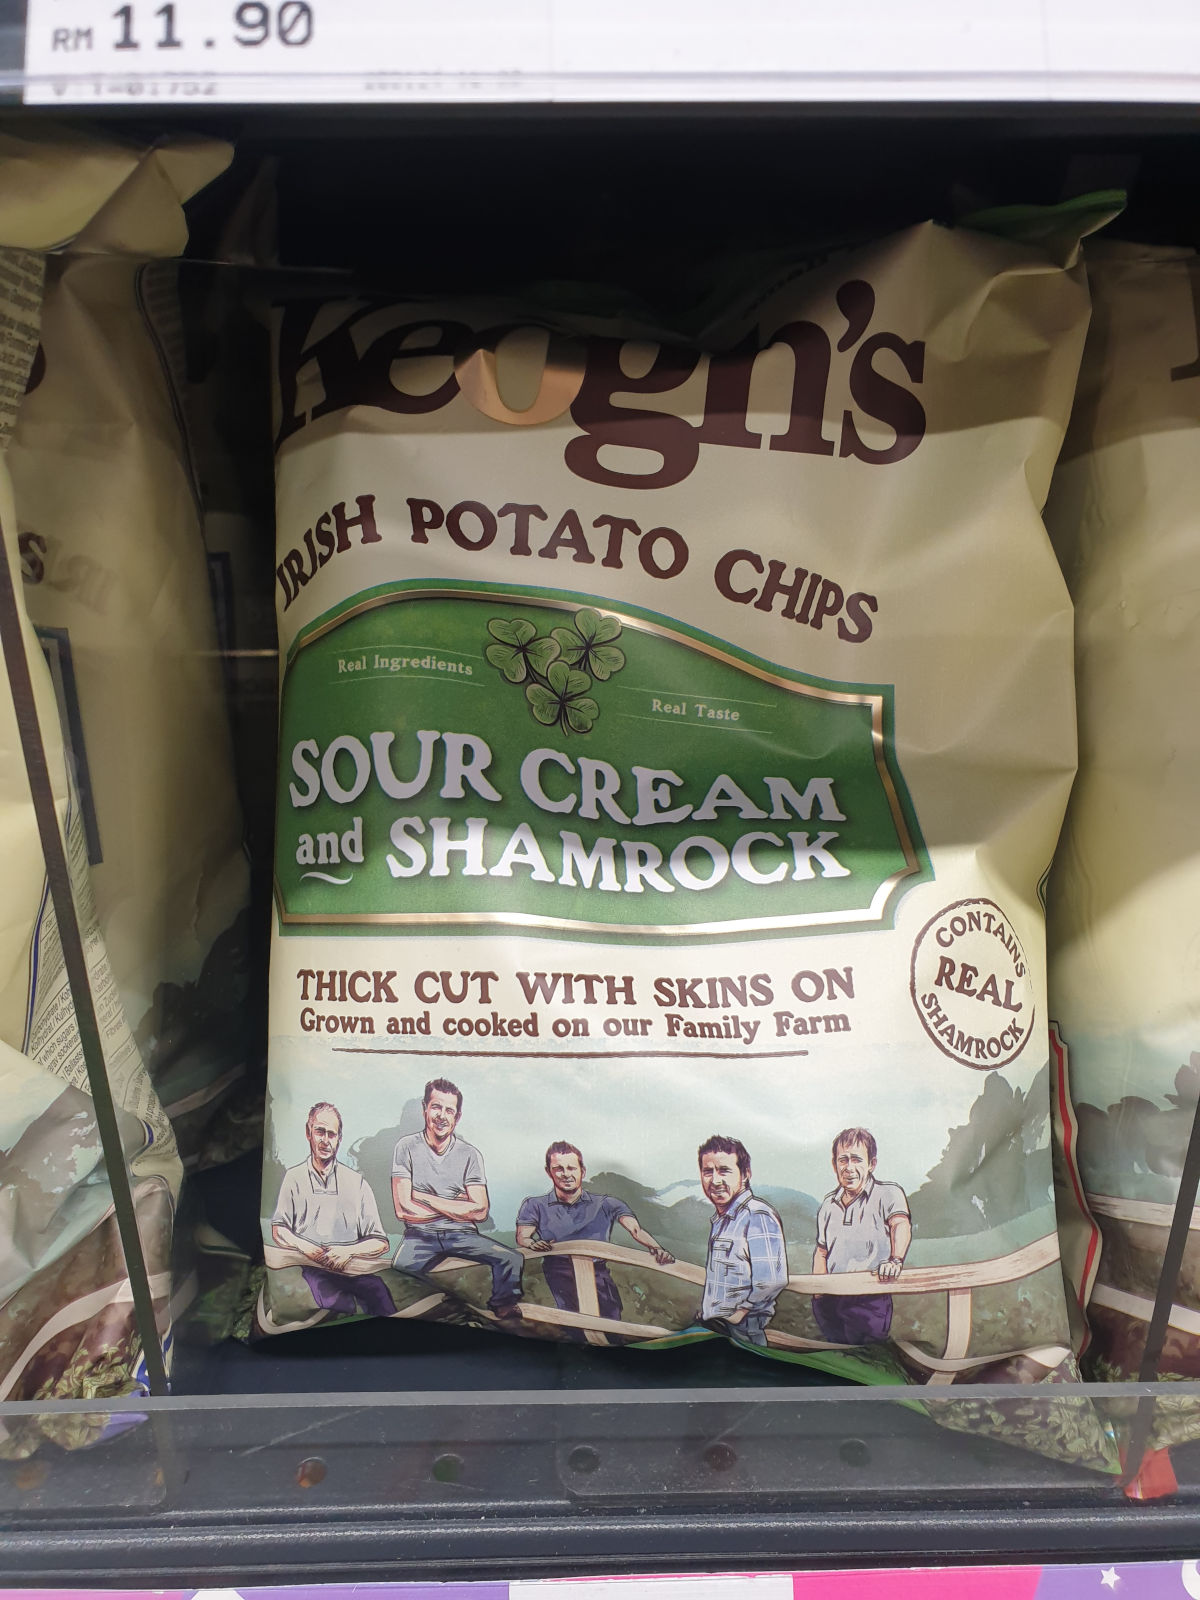 RM 11.90
Keogh's
IRISH POTATO CHIPS
Real Ingredients
Real Taste
SOUR CREAM
and SHAMROCK
THICK CUT WITH SKINS ON
Grown and cooked on our Family Farm
CONTAINS
REAL
SHAMROCK